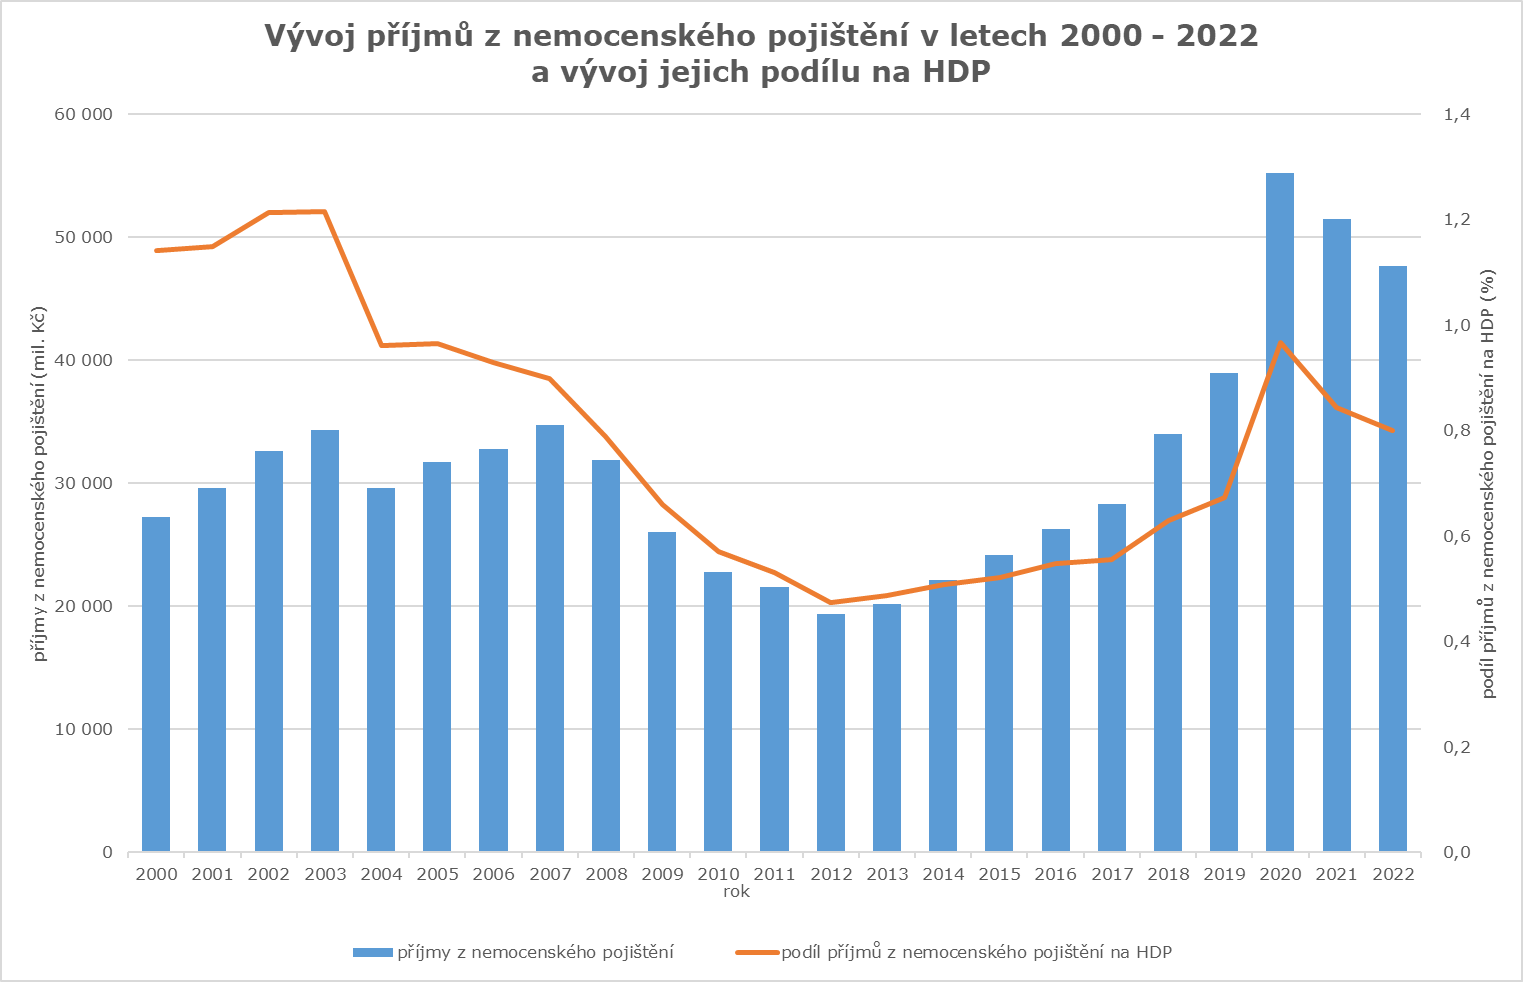 Vývoj příjmů z nemocenského pojištění v letech 2000 - 2022
a vývoj jejich podílu na HDP
příjmy z nemocenského pojištění (mil. Kč)
60 000
50 000
40 000
30 000
20 000
10 000
0
1,4
1,2
1,0
0,8
0,6
0,4
0,2
0,0
podíl příjmů z nemocenského pojištění na HDP (%)
2000 2001 2002 2003 2004 2005 2006 2007 2008 2009 2010 2011 2012 2013 2014 2015 2016 2017 2018 2019 2020 2021 2022
rok
příjmy z nemocenského pojištění
podíl příjmů z nemocenského pojištění na HDP